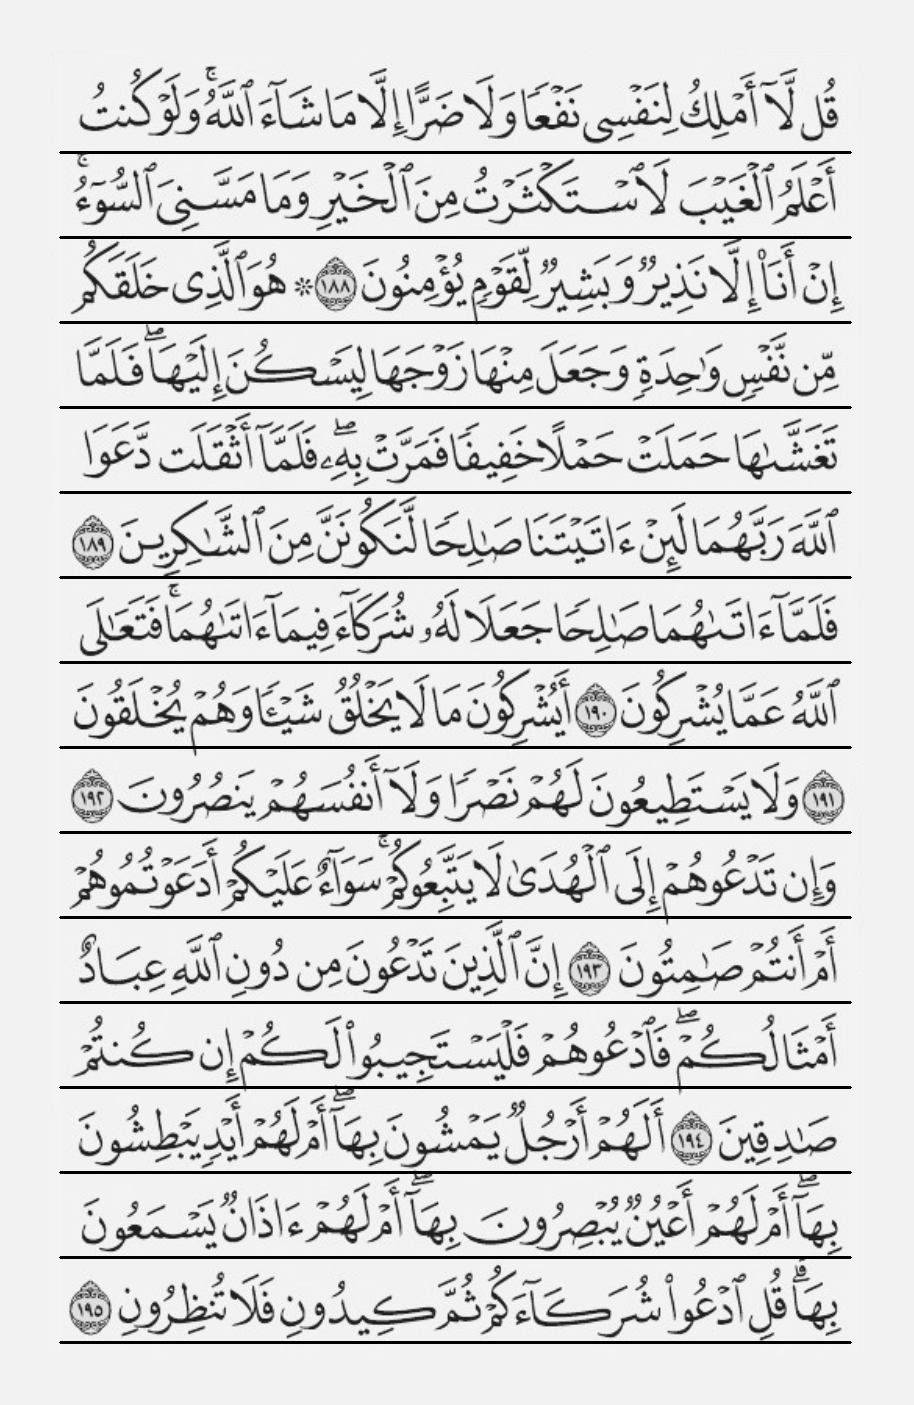 قُل لَّآ أَمْلِكُ لِنَفْسِى نَفْعًا وَلَا ضَرًّا إِلَّا مَا شَآءَ ٱللَّهُ ۚ وَلَوْ كُنتُ
أَعْلَمُ ٱلْغَيْبَ لَٱسْتَكْثَرْتُ مِنَ ٱلْخَيْرِ وَمَا مَسَّنِىَ ٱلسُّوٓءُ ۚ
إِنْ أَنَا۠ إِلَّا نَذِيرٌ وَبَشِيرٌ لِّقَوْمٍ يُؤْمِنُونَ ١٨٨ ۞ هُوَ ٱلَّذِى خَلَقَكُم
مِّن نَّفْسٍ وَٰحِدَةٍ وَجَعَلَ مِنْهَا زَوْجَهَا لِيَسْكُنَ إِلَيْهَا ۖ فَلَمَّا
تَغَشَّىٰهَا حَمَلَتْ حَمْلًا خَفِيفًا فَمَرَّتْ بِهِۦ ۖ فَلَمَّآ أَثْقَلَت دَّعَوَا
ٱللَّهَ رَبَّهُمَا لَئِنْ ءَاتَيْتَنَا صَٰلِحًا لَّنَكُونَنَّ مِنَ ٱلشَّٰكِرِينَ ١٨٩
فَلَمَّآ ءَاتَىٰهُمَا صَٰلِحًا جَعَلَا لَهُۥ شُرَكَآءَ فِيمَآ ءَاتَىٰهُمَا ۚ فَتَعَٰلَى
ٱللَّهُ عَمَّا يُشْرِكُونَ ١٩٠ أَيُشْرِكُونَ مَا لَا يَخْلُقُ شَيْـًٔا وَهُمْ يُخْلَقُونَ
١٩١ وَلَا يَسْتَطِيعُونَ لَهُمْ نَصْرًا وَلَآ أَنفُسَهُمْ يَنصُرُونَ ١٩٢
وَإِن تَدْعُوهُمْ إِلَى ٱلْهُدَىٰ لَا يَتَّبِعُوكُمْ ۚ سَوَآءٌ عَلَيْكُمْ أَدَعَوْتُمُوهُمْ
أَمْ أَنتُمْ صَٰمِتُونَ ١٩٣ إِنَّ ٱلَّذِينَ تَدْعُونَ مِن دُونِ ٱللَّهِ عِبَادٌ
أَمْثَالُكُمْ ۖ فَٱدْعُوهُمْ فَلْيَسْتَجِيبُوا۟ لَكُمْ إِن كُنتُمْ
صَٰدِقِينَ ١٩٤ أَلَهُمْ أَرْجُلٌ يَمْشُونَ بِهَآ ۖ أَمْ لَهُمْ أَيْدٍ يَبْطِشُونَ
بِهَآ ۖ أَمْ لَهُمْ أَعْيُنٌ يُبْصِرُونَ بِهَآ ۖ أَمْ لَهُمْ ءَاذَانٌ يَسْمَعُونَ
بِهَا ۗ قُلِ ٱدْعُوا۟ شُرَكَآءَكُمْ ثُمَّ كِيدُونِ فَلَا تُنظِرُونِ ١٩٥